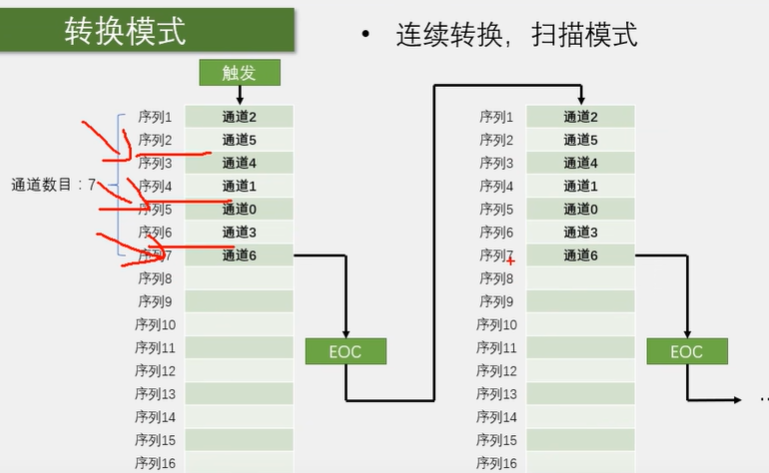 转换模式
• 连续转换，扫描模式
触发
通道数目：7
序列1 通道2
序列2 通道5
序列3 通道4
序列4 通道1
序列5 通道0
序列6 通道3
序列7 通道6
序列8
序列9
序列10
序列11
序列12
序列13
序列14
序列15
序列16
EOC
序列1 通道2
序列2 通道5
序列3 通道4
序列4 通道1
序列5 通道0
序列6 通道3
序列7 通道6
序列8
序列9
序列10
序列11
序列12
序列13
序列14
序列15
序列16
EOC
..